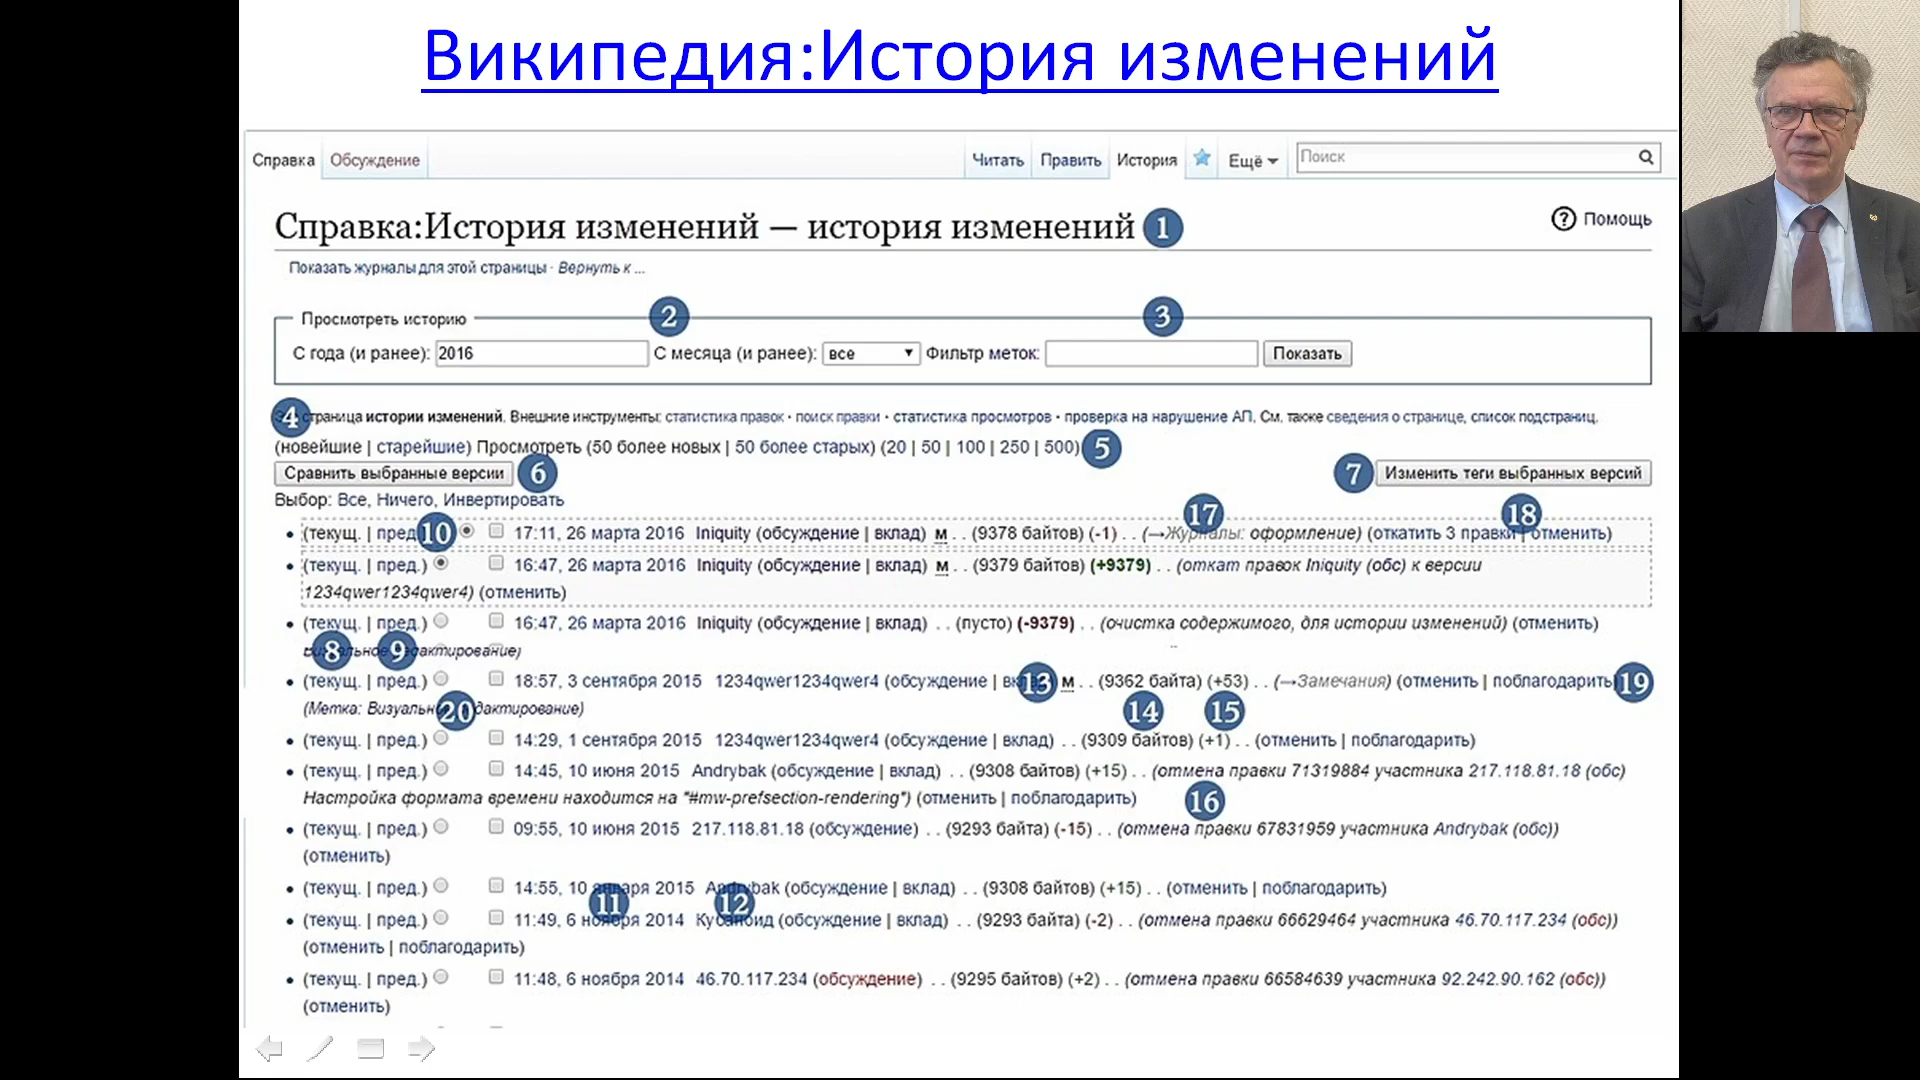 Википедия:История изменений
Справка Обсуждение Читать Править История Ещё Поиск
Справка:История изменений — история изменений 1 Помощь
Показать журналы для этой страницы · Вернуть к ...
Просмотреть историю 2 3
С года (и ранее): 2016 С месяца (и ранее): все Фильтр меток: Показать
4 страница истории изменений. Внешние инструменты: статистика правок · поиск правки · статистика просмотров · проверка на нарушение АП. См. также сведения о странице, список подстраниц.
(новейшие | старейшие) Просмотреть (50 более новых | 50 более старых) (20 | 50 | 100 | 250 | 500) 5
Сравнить выбранные версии 6 7 Изменить теги выбранных версий
Выбор: Все, Ничего, Инвертировать
(текущ. | пред. 10 17:11, 26 марта 2016 Iniquity (обсуждение | вклад) м . . (9378 байтов) (-1) . . (→Журналы: оформление) (откатить 3 правки | отменить) 17 18
(текущ. | пред.) 16:47, 26 марта 2016 Iniquity (обсуждение | вклад) м . . (9379 байтов) (+9379) . . (откат правок Iniquity (обс) к версии
1234qwer1234qwer4) (отменить)
(текущ. | пред.) 16:47, 26 марта 2016 Iniquity (обсуждение | вклад) . . (пусто) (-9379) . . (очистка содержимого, для истории изменений) (отменить)
8 9 редактирование)
(текущ. | пред.) 18:57, 3 сентября 2015 1234qwer1234qwer4 (обсуждение | вклад 13 м . . (9362 байта) (+53) . . (→Замечания) (отменить | поблагодарить) 19
(Метка: Визуальное 20 редактирование) 14 15
(текущ. | пред.) 14:29, 1 сентября 2015 1234qwer1234qwer4 (обсуждение | вклад) . . (9309 байтов) (+1) . . (отменить | поблагодарить)
(текущ. | пред.) 14:45, 10 июня 2015 Andrybak (обсуждение | вклад) . . (9308 байтов) (+15) . . (отмена правки 71319884 участника 217.118.81.18 (обс)
Настройка формата времени находится на "#mw-prefsection-rendering") (отменить | поблагодарить) 16
(текущ. | пред.) 09:55, 10 июня 2015 217.118.81.18 (обсуждение) . . (9293 байта) (-15) . . (отмена правки 67831959 участника Andrybak (обс))
(отменить)
(текущ. | пред.) 14:55, 10 января 2015 Andrybak (обсуждение | вклад) . . (9308 байтов) (+15) . . (отменить | поблагодарить)
11 12
(текущ. | пред.) 11:49, 6 ноября 2014 Кубаноид (обсуждение | вклад) . . (9293 байта) (-2) . . (отмена правки 66629464 участника 46.70.117.234 (обс))
(отменить | поблагодарить)
(текущ. | пред.) 11:48, 6 ноября 2014 46.70.117.234 (обсуждение) . . (9295 байтов) (+2) . . (отмена правки 66584639 участника 92.242.90.162 (обс))
(отменить)